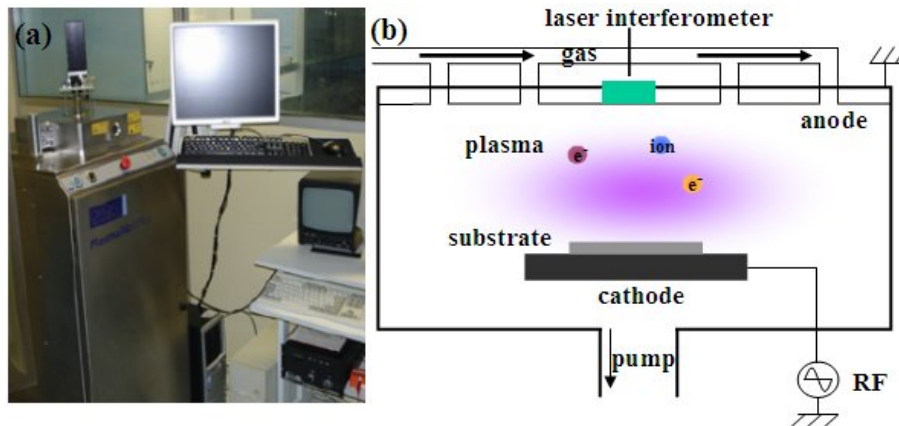 (a)
(b)
laser interferometer
gas
anode
plasma
e-
ion
e-
substrate
cathode
pump
RF